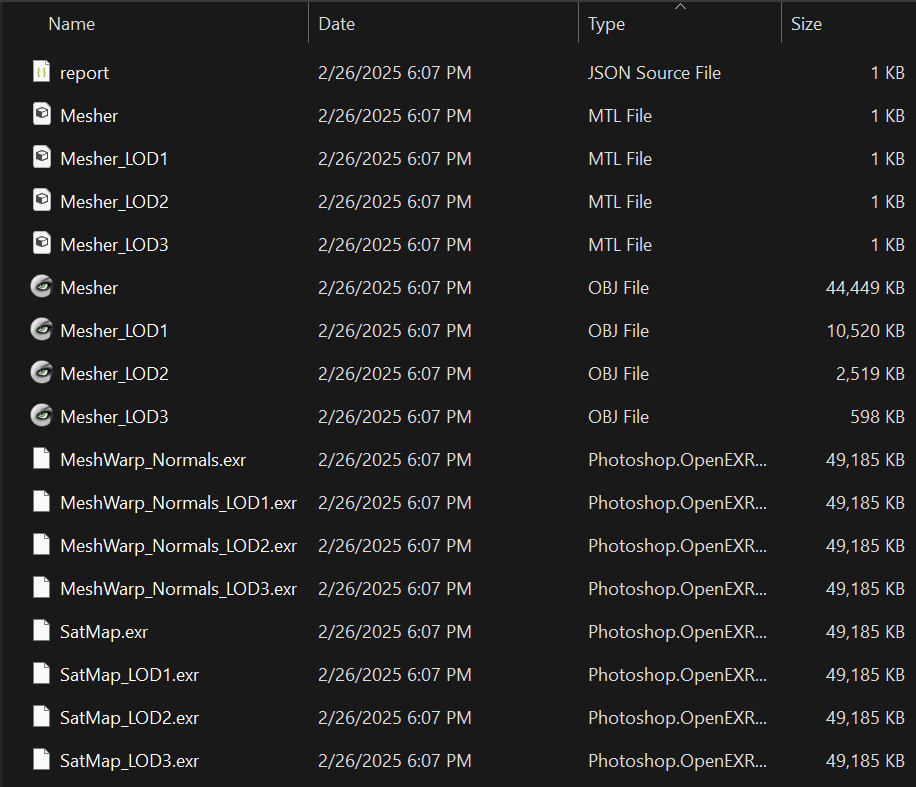 Name Date Type Size
report 2/26/2025 6:07 PM JSON Source File 1 KB
Mesher 2/26/2025 6:07 PM MTL File 1 KB
Mesher_LOD1 2/26/2025 6:07 PM MTL File 1 KB
Mesher_LOD2 2/26/2025 6:07 PM MTL File 1 KB
Mesher_LOD3 2/26/2025 6:07 PM MTL File 1 KB
Mesher 2/26/2025 6:07 PM OBJ File 44,449 KB
Mesher_LOD1 2/26/2025 6:07 PM OBJ File 10,520 KB
Mesher_LOD2 2/26/2025 6:07 PM OBJ File 2,519 KB
Mesher_LOD3 2/26/2025 6:07 PM OBJ File 598 KB
MeshWarp_Normals.exr 2/26/2025 6:07 PM Photoshop.OpenEXR... 49,185 KB
MeshWarp_Normals_LOD1.exr 2/26/2025 6:07 PM Photoshop.OpenEXR... 49,185 KB
MeshWarp_Normals_LOD2.exr 2/26/2025 6:07 PM Photoshop.OpenEXR... 49,185 KB
MeshWarp_Normals_LOD3.exr 2/26/2025 6:07 PM Photoshop.OpenEXR... 49,185 KB
SatMap.exr 2/26/2025 6:07 PM Photoshop.OpenEXR... 49,185 KB
SatMap_LOD1.exr 2/26/2025 6:07 PM Photoshop.OpenEXR... 49,185 KB
SatMap_LOD2.exr 2/26/2025 6:07 PM Photoshop.OpenEXR... 49,185 KB
SatMap_LOD3.exr 2/26/2025 6:07 PM Photoshop.OpenEXR... 49,185 KB